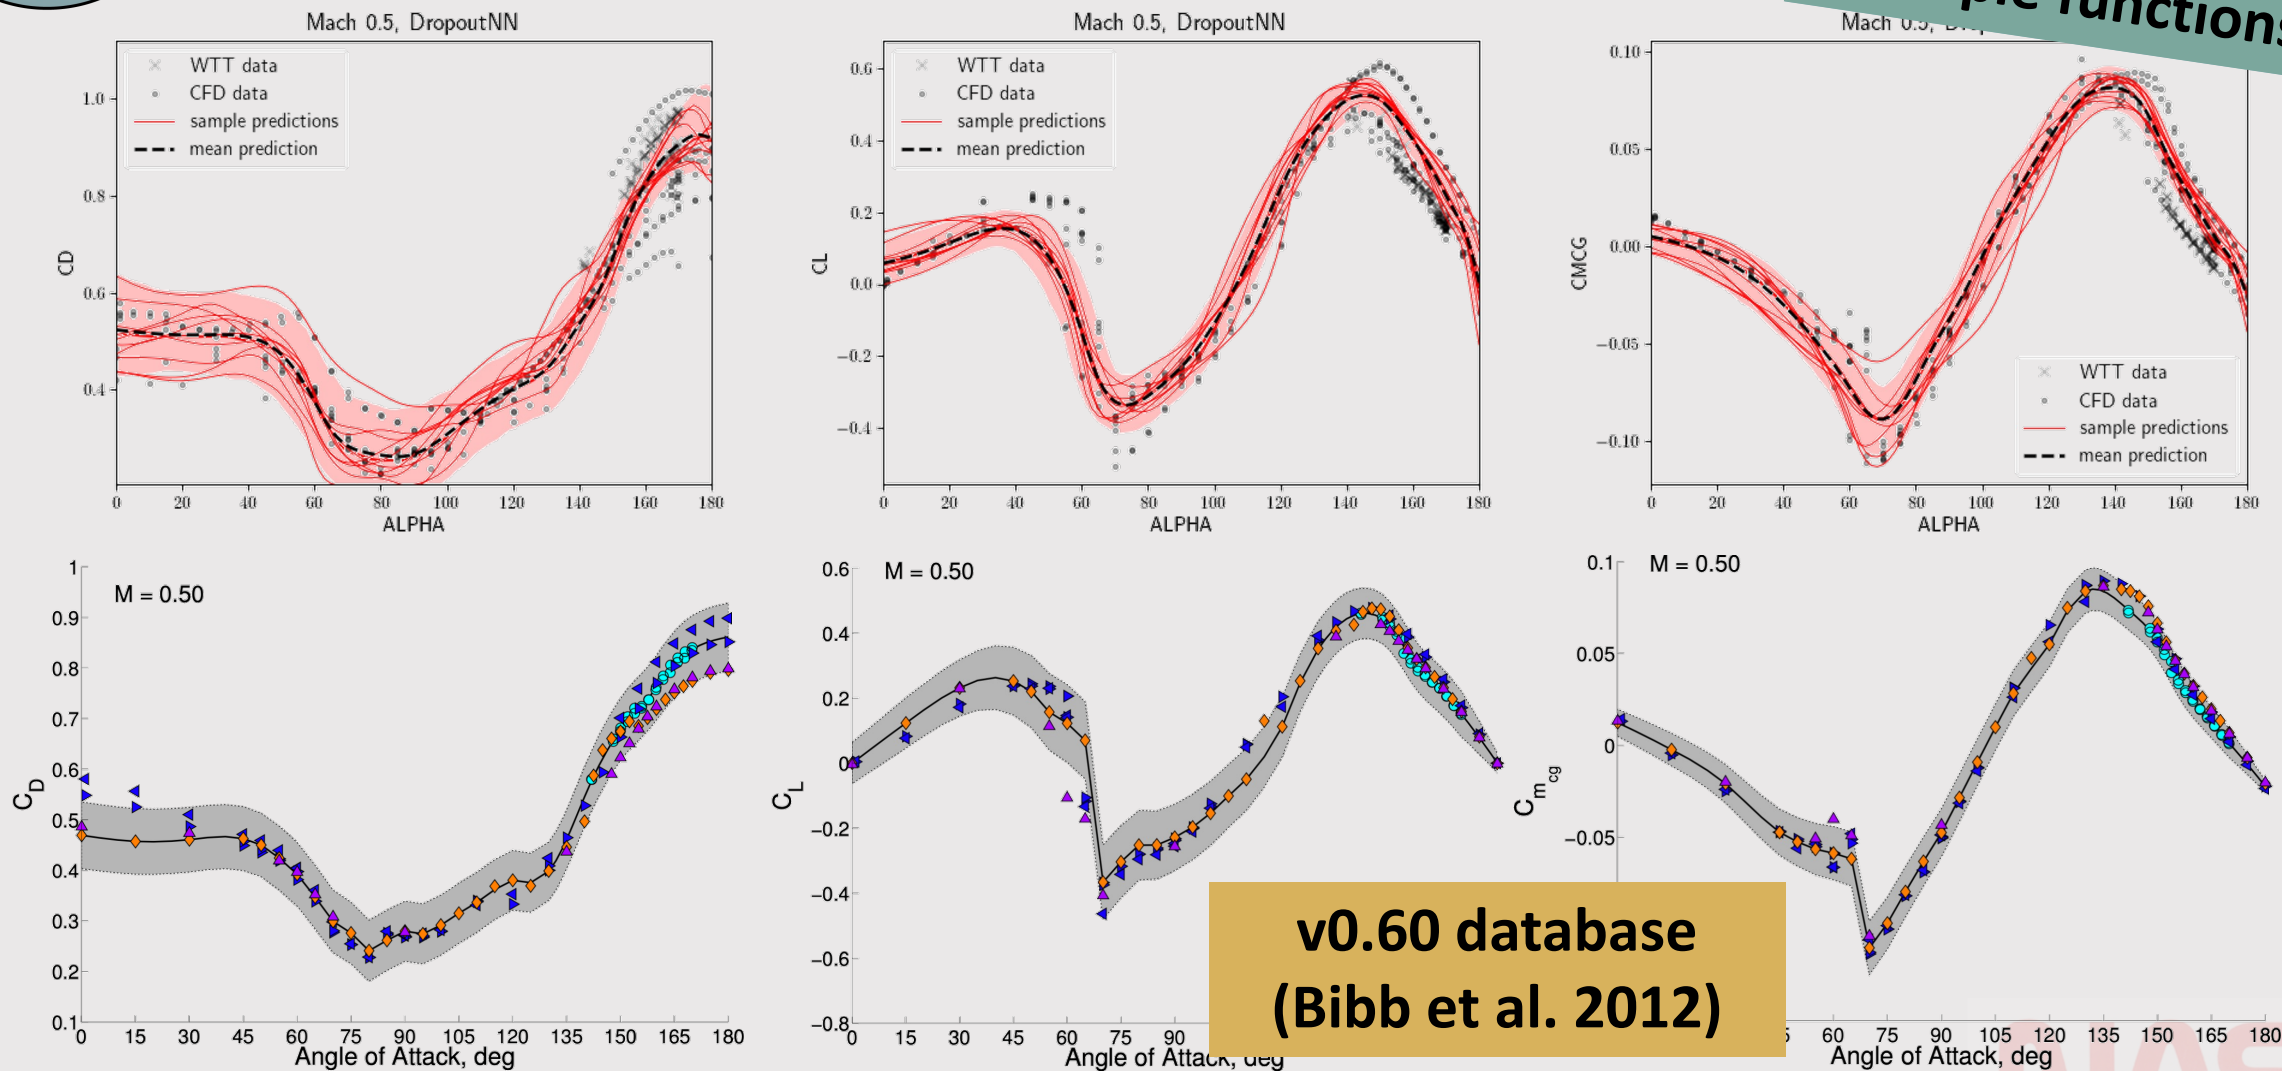 Mach 0.5, DropoutNN
WTT data
CFD data
sample predictions
mean prediction
1.0
0.8
0.6
0.4
CD
0 20 40 60 80 100 120 140 160 180
ALPHA
Mach 0.5, DropoutNN
WTT data
CFD data
sample predictions
mean prediction
0.6
0.4
0.2
0.0
−0.2
−0.4
CL
0 20 40 60 80 100 120 140 160 180
ALPHA
functions
Mach 0.5,
0.10
0.05
0.00
−0.05
−0.10
CMCG
WTT data
CFD data
sample predictions
mean prediction
0 20 40 60 80 100 120 140 160 180
ALPHA
M = 0.50
1
0.9
0.8
0.7
0.6
0.5
0.4
0.3
0.2
0.1
C_D
0 15 30 45 60 75 90 105 120 135 150 165 180
Angle of Attack, deg
M = 0.50
0.6
0.4
0.2
0
−0.2
−0.4
−0.6
−0.8
C_L
0 15 30 45 60 75 90
Angle of Attack, deg
M = 0.50
0.1
0.05
0
−0.05
C_m_cg
60 75 90 105 120 135 150 165 180
Angle of Attack, deg
v0.60 database
(Bibb et al. 2012)